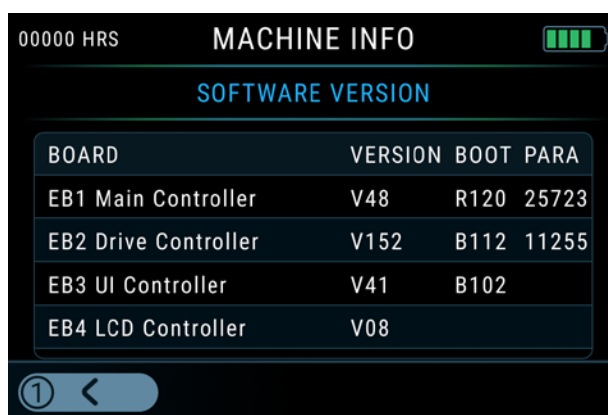 00000 HRS MACHINE INFO
SOFTWARE VERSION
BOARD VERSION BOOT PARA
EB1 Main Controller V48 R120 25723
EB2 Drive Controller V152 B112 11255
EB3 UI Controller V41 B102
EB4 LCD Controller V08
① <